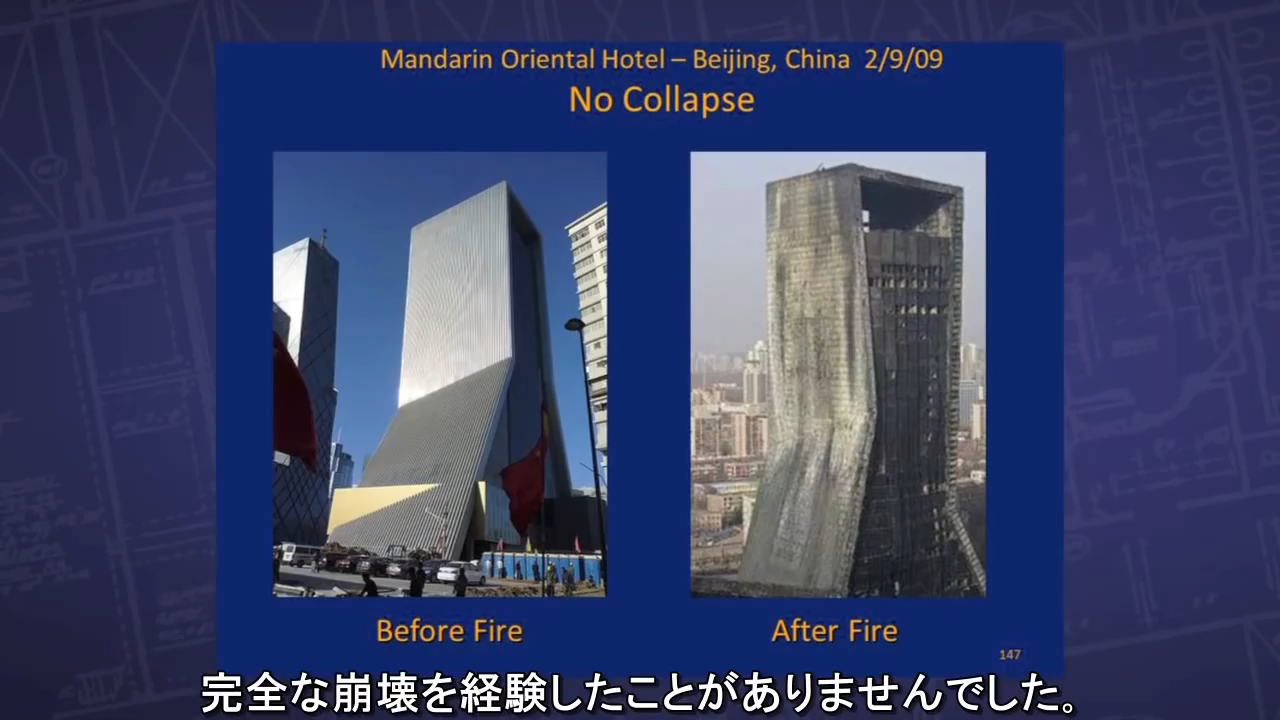 Mandarin Oriental Hotel – Beijing, China 2/9/09
No Collapse
Before Fire
After Fire
147
完全な崩壊を経験したことがありませんでした。